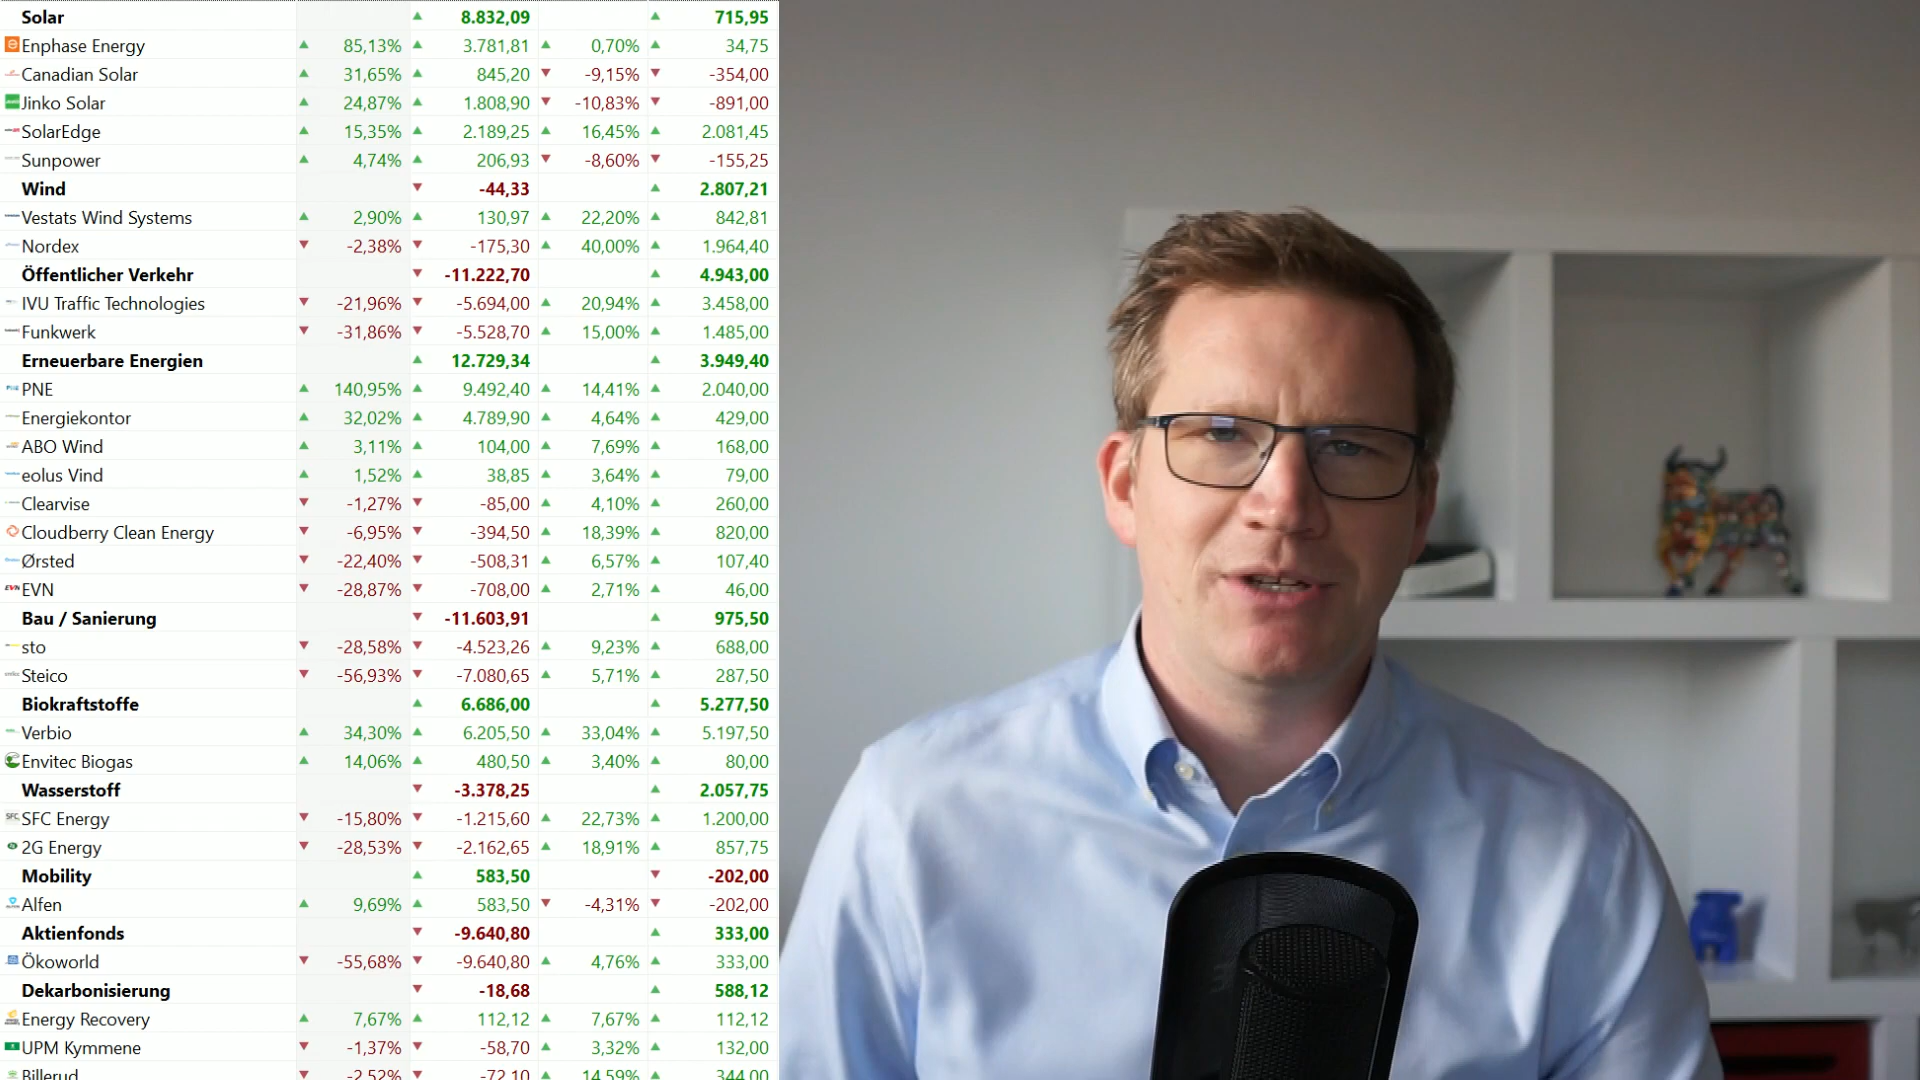 Solar 8.832,09 715,95
Enphase Energy 85,13% 3.781,81 0,70% 34,75
Canadian Solar 31,65% 845,20 -9,15% -354,00
Jinko Solar 24,87% 1.808,90 -10,83% -891,00
SolarEdge 15,35% 2.189,25 16,45% 2.081,45
Sunpower 4,74% 206,93 -8,60% -155,25
Wind -44,33 2.807,21
Vestats Wind Systems 2,90% 130,97 22,20% 842,81
Nordex -2,38% -175,30 40,00% 1.964,40
Öffentlicher Verkehr -11.222,70 4.943,00
IVU Traffic Technologies -21,96% -5.694,00 20,94% 3.458,00
Funkwerk -31,86% -5.528,70 15,00% 1.485,00
Erneuerbare Energien 12.729,34 3.949,40
PNE 140,95% 9.492,40 14,41% 2.040,00
Energiekontor 32,02% 4.789,90 4,64% 429,00
ABO Wind 3,11% 104,00 7,69% 168,00
eolus Vind 1,52% 38,85 3,64% 79,00
Clearvise -1,27% -85,00 4,10% 260,00
Cloudberry Clean Energy -6,95% -394,50 18,39% 820,00
Ørsted -22,40% -508,31 6,57% 107,40
EVN EVN -28,87% -708,00 2,71% 46,00
Bau / Sanierung -11.603,91 975,50
sto -28,58% -4.523,26 9,23% 688,00
Steico -56,93% -7.080,65 5,71% 287,50
Biokraftstoffe 6.686,00 5.277,50
Verbio 34,30% 6.205,50 33,04% 5.197,50
Envitec Biogas 14,06% 480,50 3,40% 80,00
Wasserstoff -3.378,25 2.057,75
SFC SFC Energy -15,80% -1.215,60 22,73% 1.200,00
2G Energy -28,53% -2.162,65 18,91% 857,75
Mobility 583,50 -202,00
Alfen 9,69% 583,50 -4,31% -202,00
Aktienfonds -9.640,80 333,00
Ökoworld -55,68% -9.640,80 4,76% 333,00
Dekarbonisierung -18,68 588,12
Energy Recovery 7,67% 112,12 7,67% 112,12
UPM Kymmene -1,37% -58,70 3,32% 132,00
Billerud -2,52% -72,10 14,59% 344,00